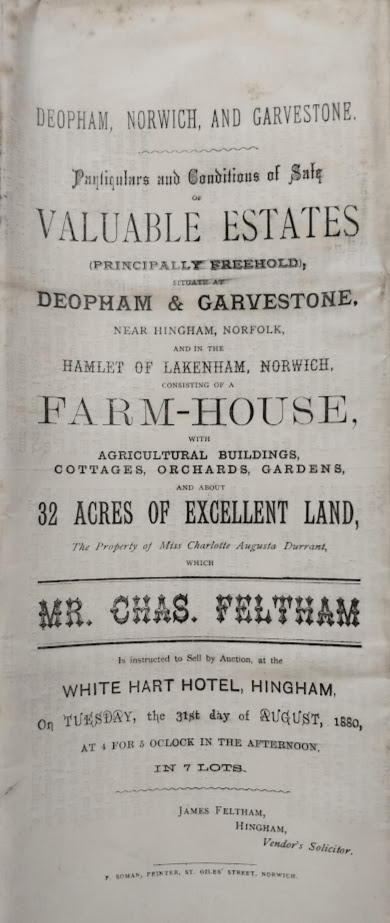 DEOPHAM, NORWICH, AND GARVESTONE.
Particulars and Conditions of Sale
OF
VALUABLE ESTATES
(PRINCIPALLY FREEHOLD),
SITUATE AT
DEOPHAM & GARVESTONE,
NEAR HINGHAM, NORFOLK,
AND IN THE
HAMLET OF LAKENHAM, NORWICH,
CONSISTING OF A
FARM-HOUSE,
WITH
AGRICULTURAL BUILDINGS,
COTTAGES, ORCHARDS, GARDENS,
AND ABOUT
32 ACRES OF EXCELLENT LAND,
The Property of Miss Charlotte Augusta Durrant,
WHICH
MR. CHAS. FELTHAM
Is instructed to Sell by Auction, at the
WHITE HART HOTEL, HINGHAM,
On TUESDAY, the 31st day of AUGUST, 1880,
AT 4 FOR 5 OCLOCK IN THE AFTERNOON,
IN 7 LOTS.
JAMES FELTHAM,
HINGHAM,
Vendor's Solicitor.
F. SOMAN, PRINTER, ST. GILES' STREET, NORWICH.